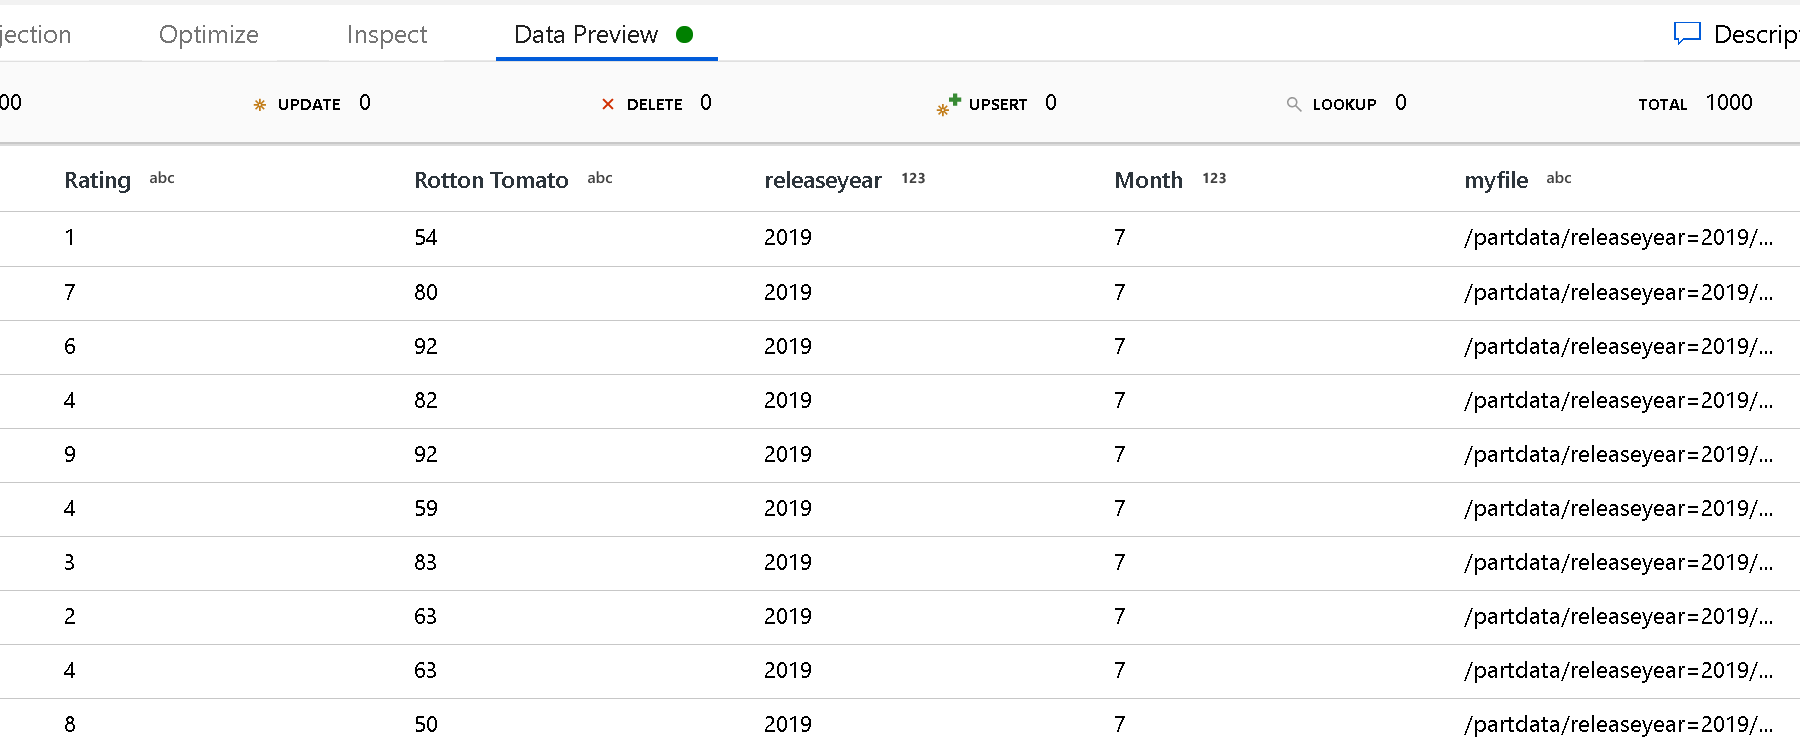 jection Optimize Inspect Data Preview Descrip
00 UPDATE 0 DELETE 0 UPSERT 0 LOOKUP 0 TOTAL 1000
Rating abc Rotton Tomato abc releaseyear 123 Month 123 myfile abc
1 54 2019 7 /partdata/releaseyear=2019/...
7 80 2019 7 /partdata/releaseyear=2019/...
6 92 2019 7 /partdata/releaseyear=2019/...
4 82 2019 7 /partdata/releaseyear=2019/...
9 92 2019 7 /partdata/releaseyear=2019/...
4 59 2019 7 /partdata/releaseyear=2019/...
3 83 2019 7 /partdata/releaseyear=2019/...
2 63 2019 7 /partdata/releaseyear=2019/...
4 63 2019 7 /partdata/releaseyear=2019/...
8 50 2019 7 /partdata/releaseyear=2019/...